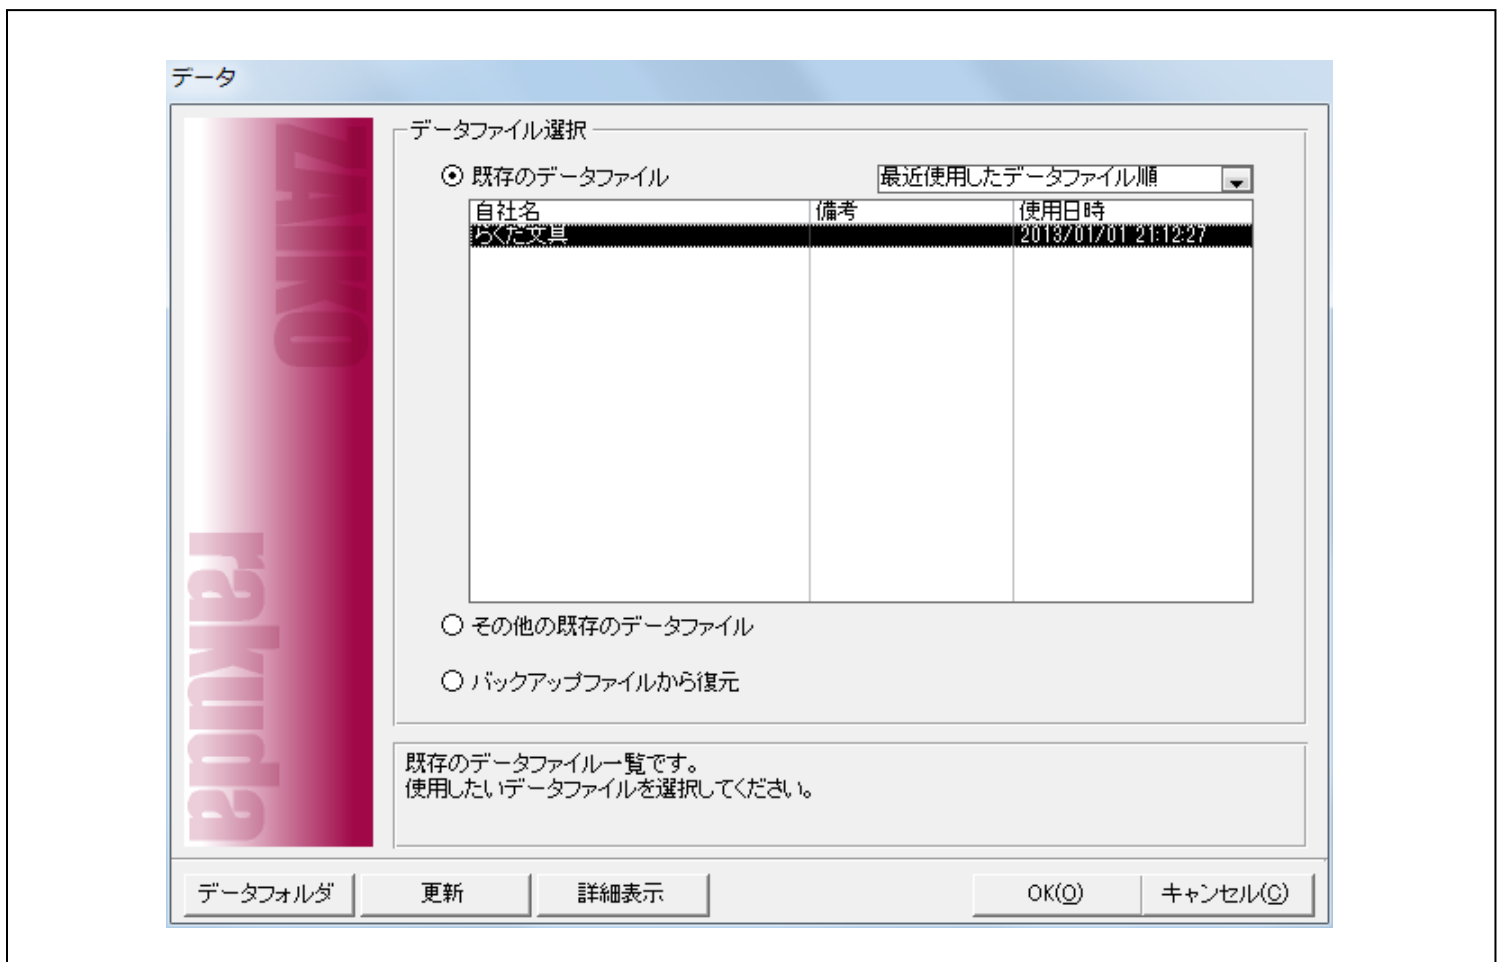 データ
ZAIKO
rakuda
データファイル選択
既存のデータファイル
最近使用したデータファイル順
自社名 備考 使用日時
らくだ文具 2013/01/01 21:12:27
その他の既存のデータファイル
バックアップファイルから復元
既存のデータファイル一覧です。
使用したいデータファイルを選択してください。
データフォルダ 更新 詳細表示 OK(O) キャンセル(C)